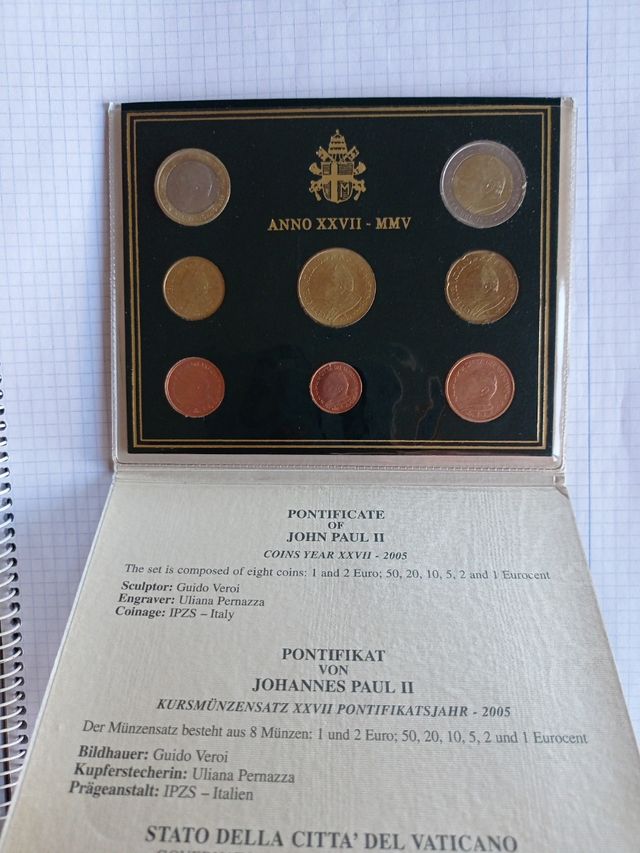 ANNO XXVII - MMV
PONTIFICATE
OF
JOHN PAUL II
COINS YEAR XXVII - 2005
The set is composed of eight coins: 1 and 2 Euro; 50, 20, 10, 5, 2 and 1 Eurocent
Sculptor: Guido Veroi
Engraver: Uliana Pernazza
Coinage: IPZS – Italy
PONTIFIKAT
VON
JOHANNES PAUL II
KURSMÜNZENSATZ XXVII PONTIFIKATSJAHR - 2005
Der Münzensatz besteht aus 8 Münzen: 1 und 2 Euro; 50, 20, 10, 5, 2 und 1 Eurocent
Bildhauer: Guido Veroi
Kupferstecherin: Uliana Pernazza
Prägeanstalt: IPZS – Italien
STATO DELLA CITTA' DEL VATICANO